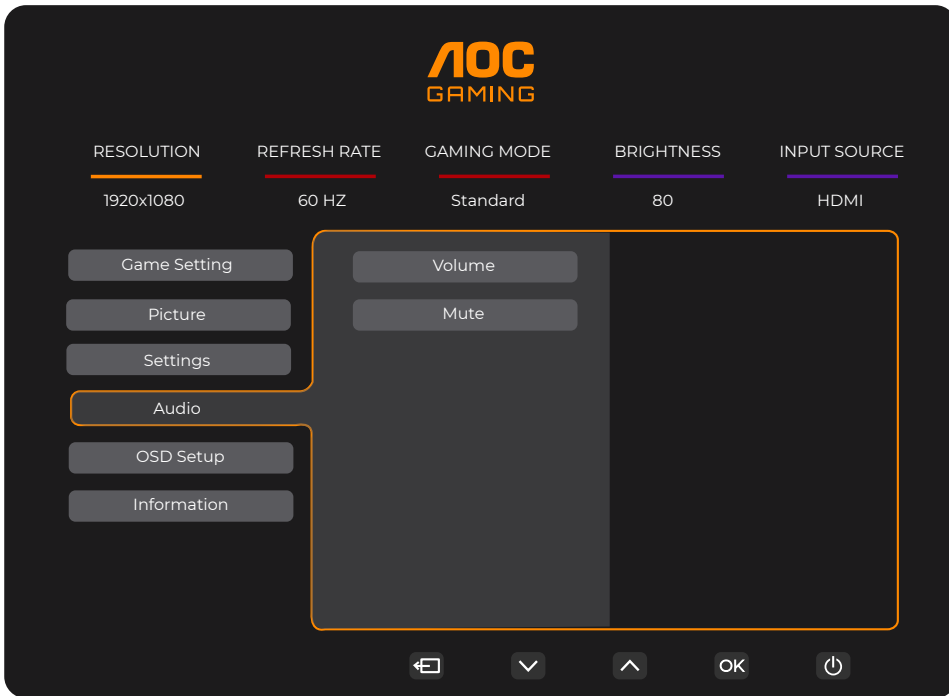 AOC
GAMING
RESOLUTION REFRESH RATE GAMING MODE BRIGHTNESS INPUT SOURCE
1920x1080 60 HZ Standard 80 HDMI
Game Setting
Volume
Picture
Mute
Settings
Audio
OSD Setup
Information
OK